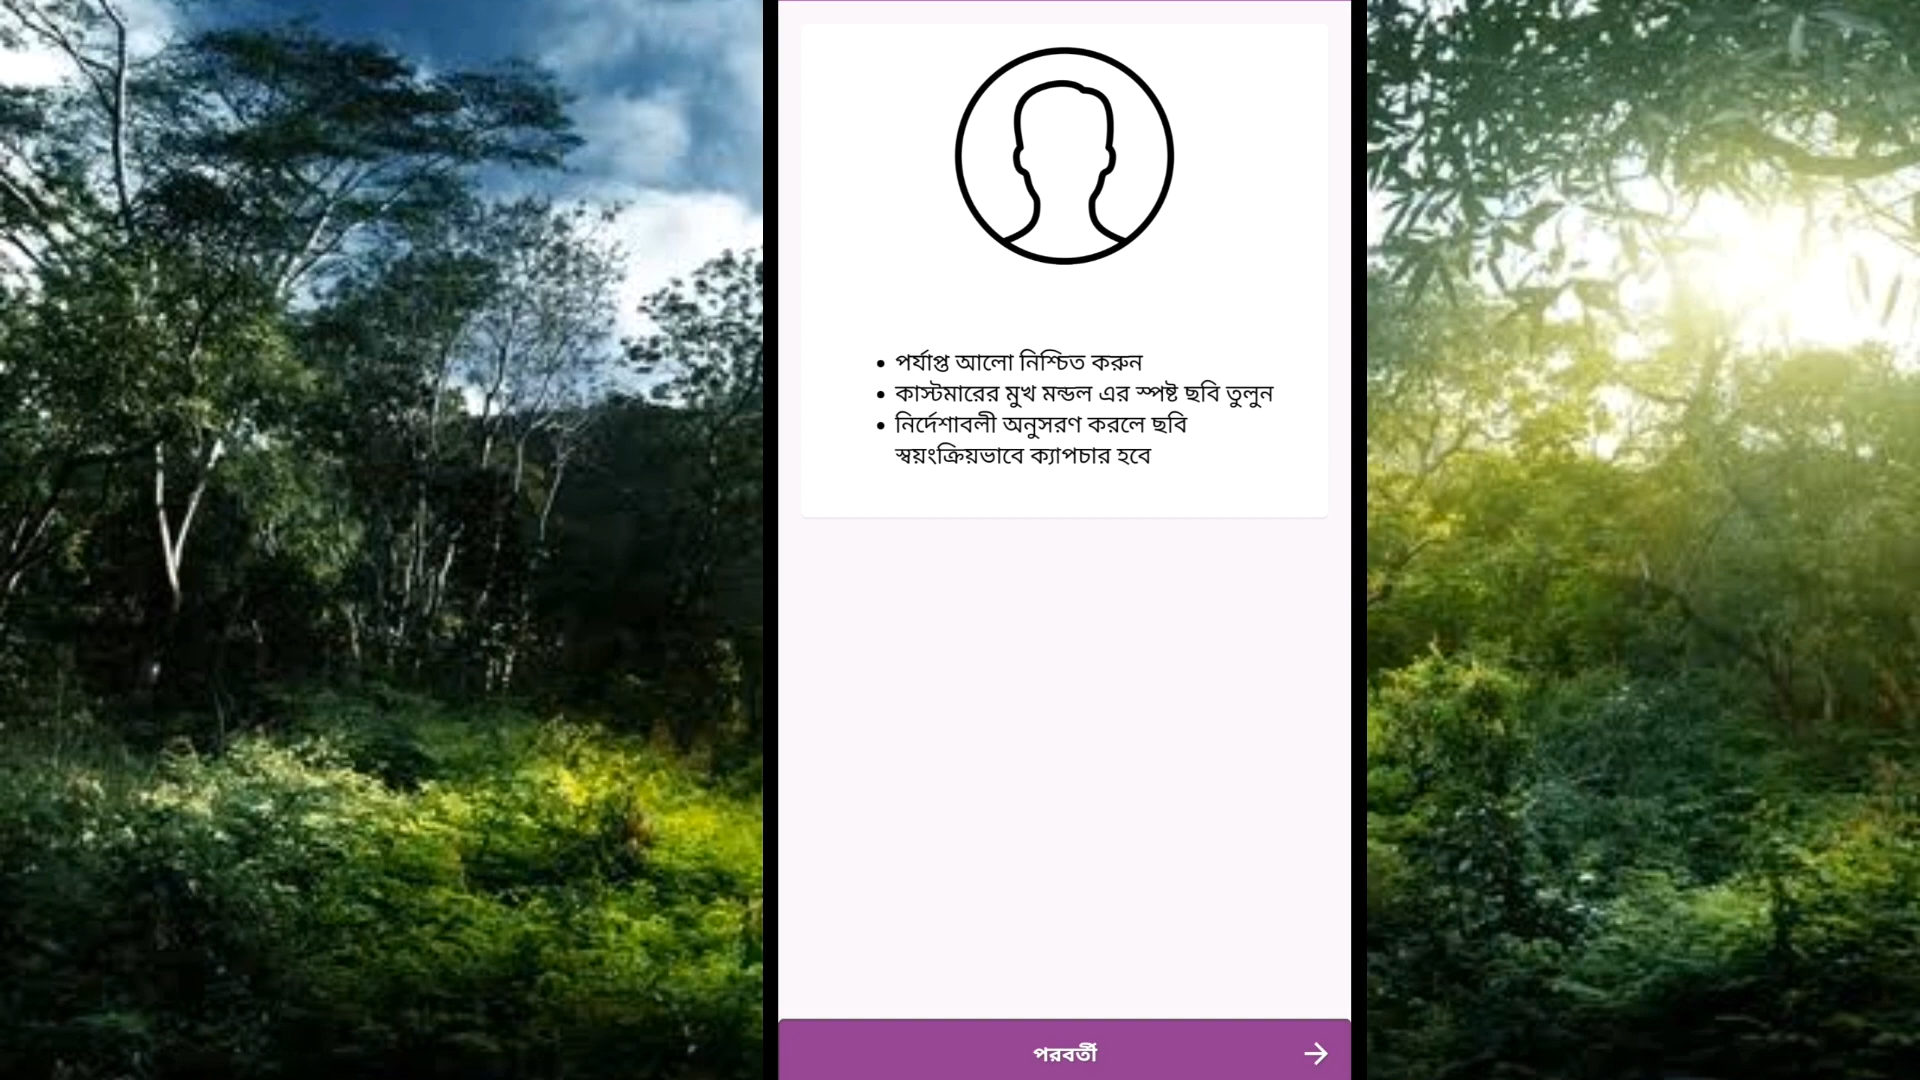 পর্যাপ্ত আলো নিশ্চিত করুন
কাস্টমারের মুখ মন্ডল এর স্পষ্ট ছবি তুলুন
নির্দেশাবলী অনুসরণ করলে ছবি
স্বয়ংক্রিয়ভাবে ক্যাপচার হবে
পরবর্তী